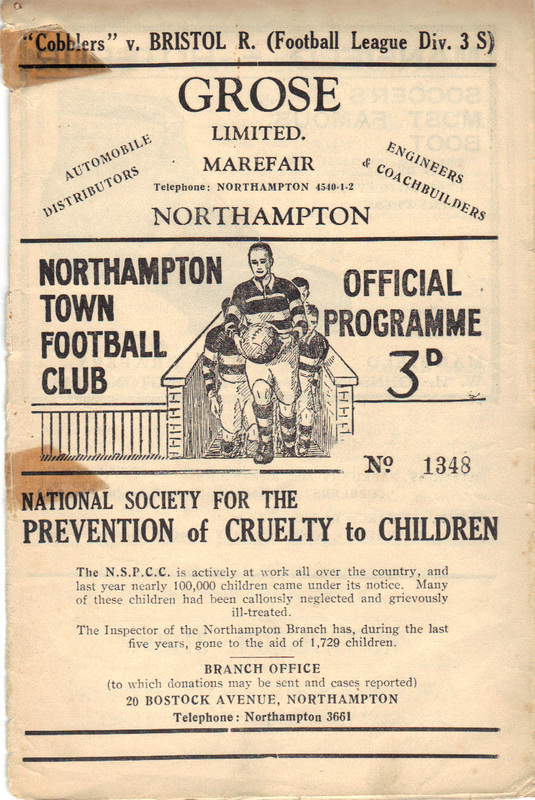 "Cobblers" v. BRISTOL R. (Football League Div. 3 S)
GROSE
LIMITED.
AUTOMOBILE
DISTRIBUTORS
MAREFAIR
ENGINEERS
& COACHBUILDERS
Telephone: NORTHAMPTON 4540-1-2
NORTHAMPTON
NORTHAMPTON
TOWN
FOOTBALL
CLUB
OFFICIAL
PROGRAMME
3D
No 1348
NATIONAL SOCIETY FOR THE
PREVENTION of CRUELTY to CHILDREN
The N.S.P.C.C. is actively at work all over the country, and
last year nearly 100,000 children came under its notice. Many
of these children had been callously neglected and grievously
ill-treated.
The Inspector of the Northampton Branch has, during the last
five years, gone to the aid of 1,729 children.
BRANCH OFFICE
(to which donations may be sent and cases reported)
20 BOSTOCK AVENUE, NORTHAMPTON
Telephone: Northampton 3661